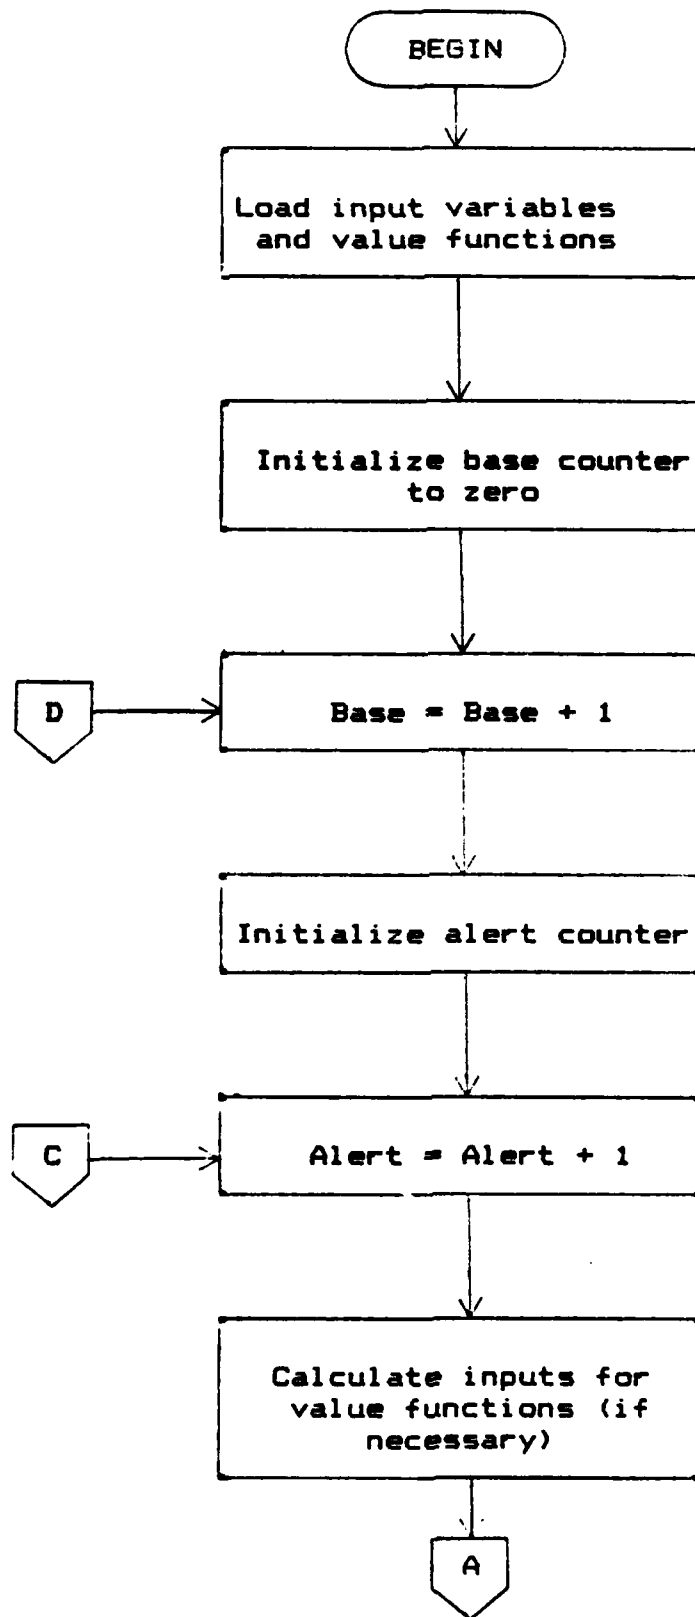 BEGIN
Load input variables
and value functions
Initialize base counter
to zero
D
Base = Base + 1
Initialize alert counter
C
Alert = Alert + 1
Calculate inputs for
value functions (if
necessary)
A